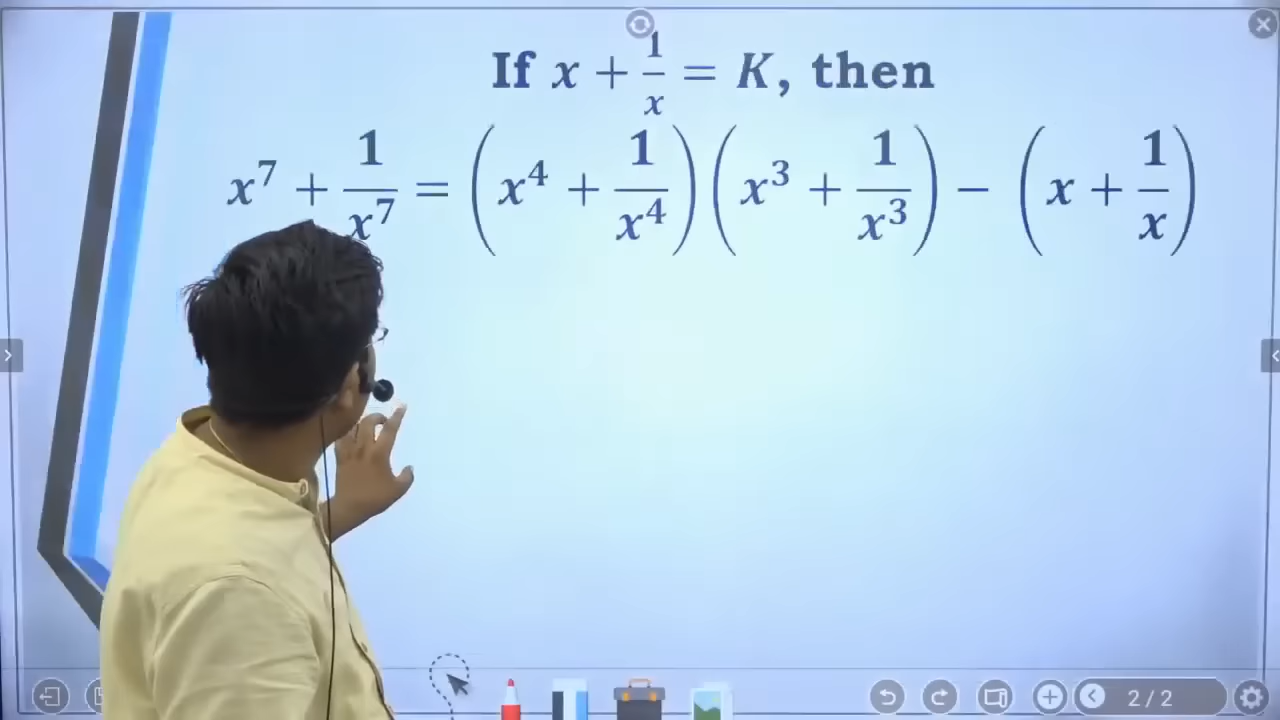 If x + 1/x = K, then
x⁷ + 1/x⁷ = (x⁴ + 1/x⁴)(x³ + 1/x³) − (x + 1/x)
2 / 2